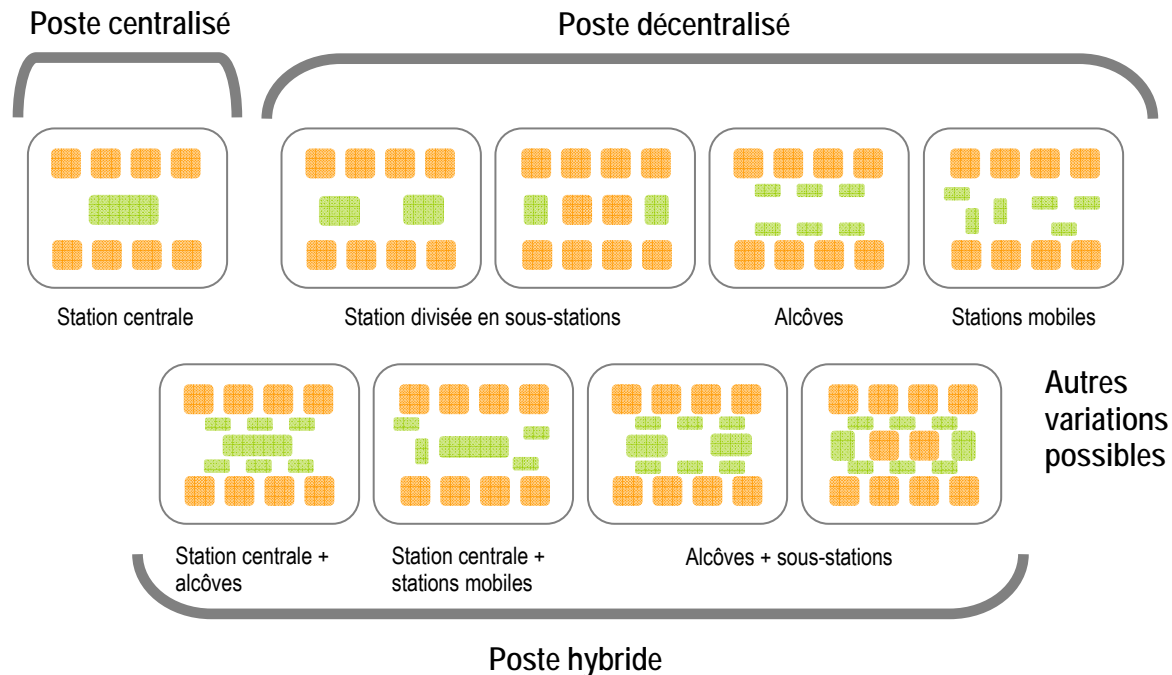 Poste centralisé
Poste décentralisé
Station centrale
Station divisée en sous-stations
Alcôves
Stations mobiles
Autres
variations
possibles
Station centrale +
alcôves
Station centrale +
stations mobiles
Alcôves + sous-stations
Poste hybride